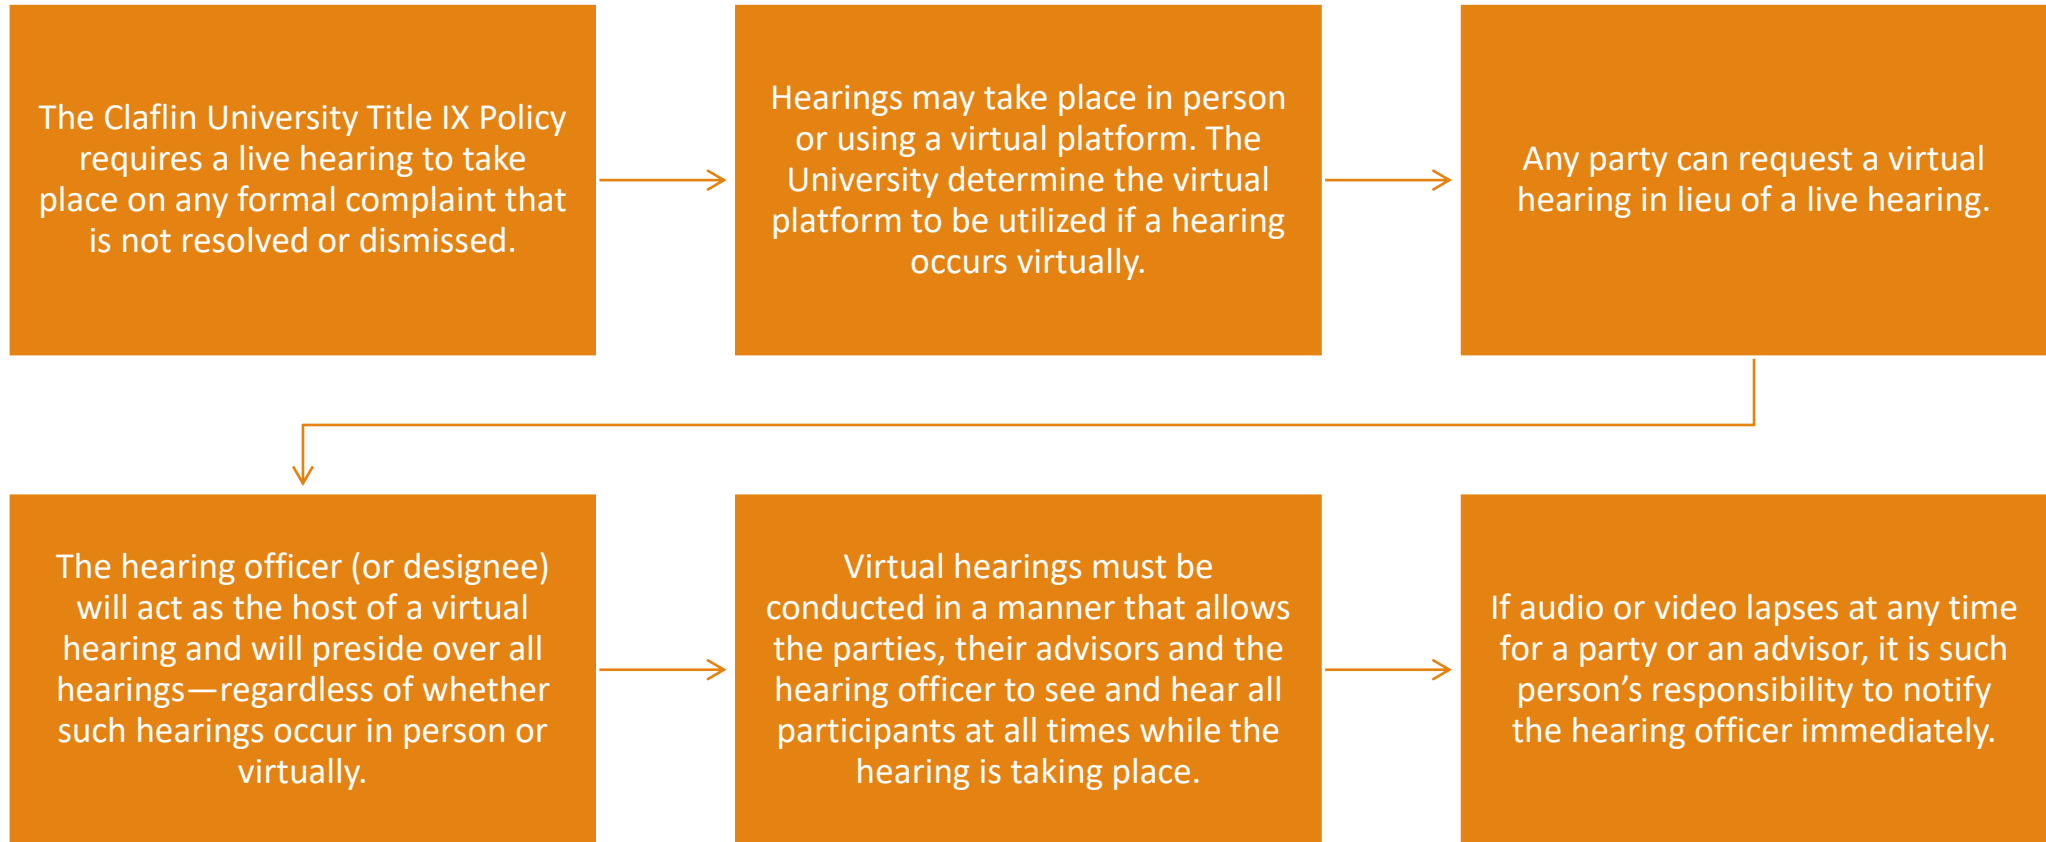 The Claflin University Title IX Policy
requires a live hearing to take
place on any formal complaint that
is not resolved or dismissed.
Hearings may take place in person
or using a virtual platform. The
University determine the virtual
platform to be utilized if a hearing
occurs virtually.
Any party can request a virtual
hearing in lieu of a live hearing.
The hearing officer (or designee)
will act as the host of a virtual
hearing and will preside over all
hearings—regardless of whether
such hearings occur in person or
virtually.
Virtual hearings must be
conducted in a manner that allows
the parties, their advisors and the
hearing officer to see and hear all
participants at all times while the
hearing is taking place.
If audio or video lapses at any time
for a party or an advisor, it is such
person’s responsibility to notify
the hearing officer immediately.